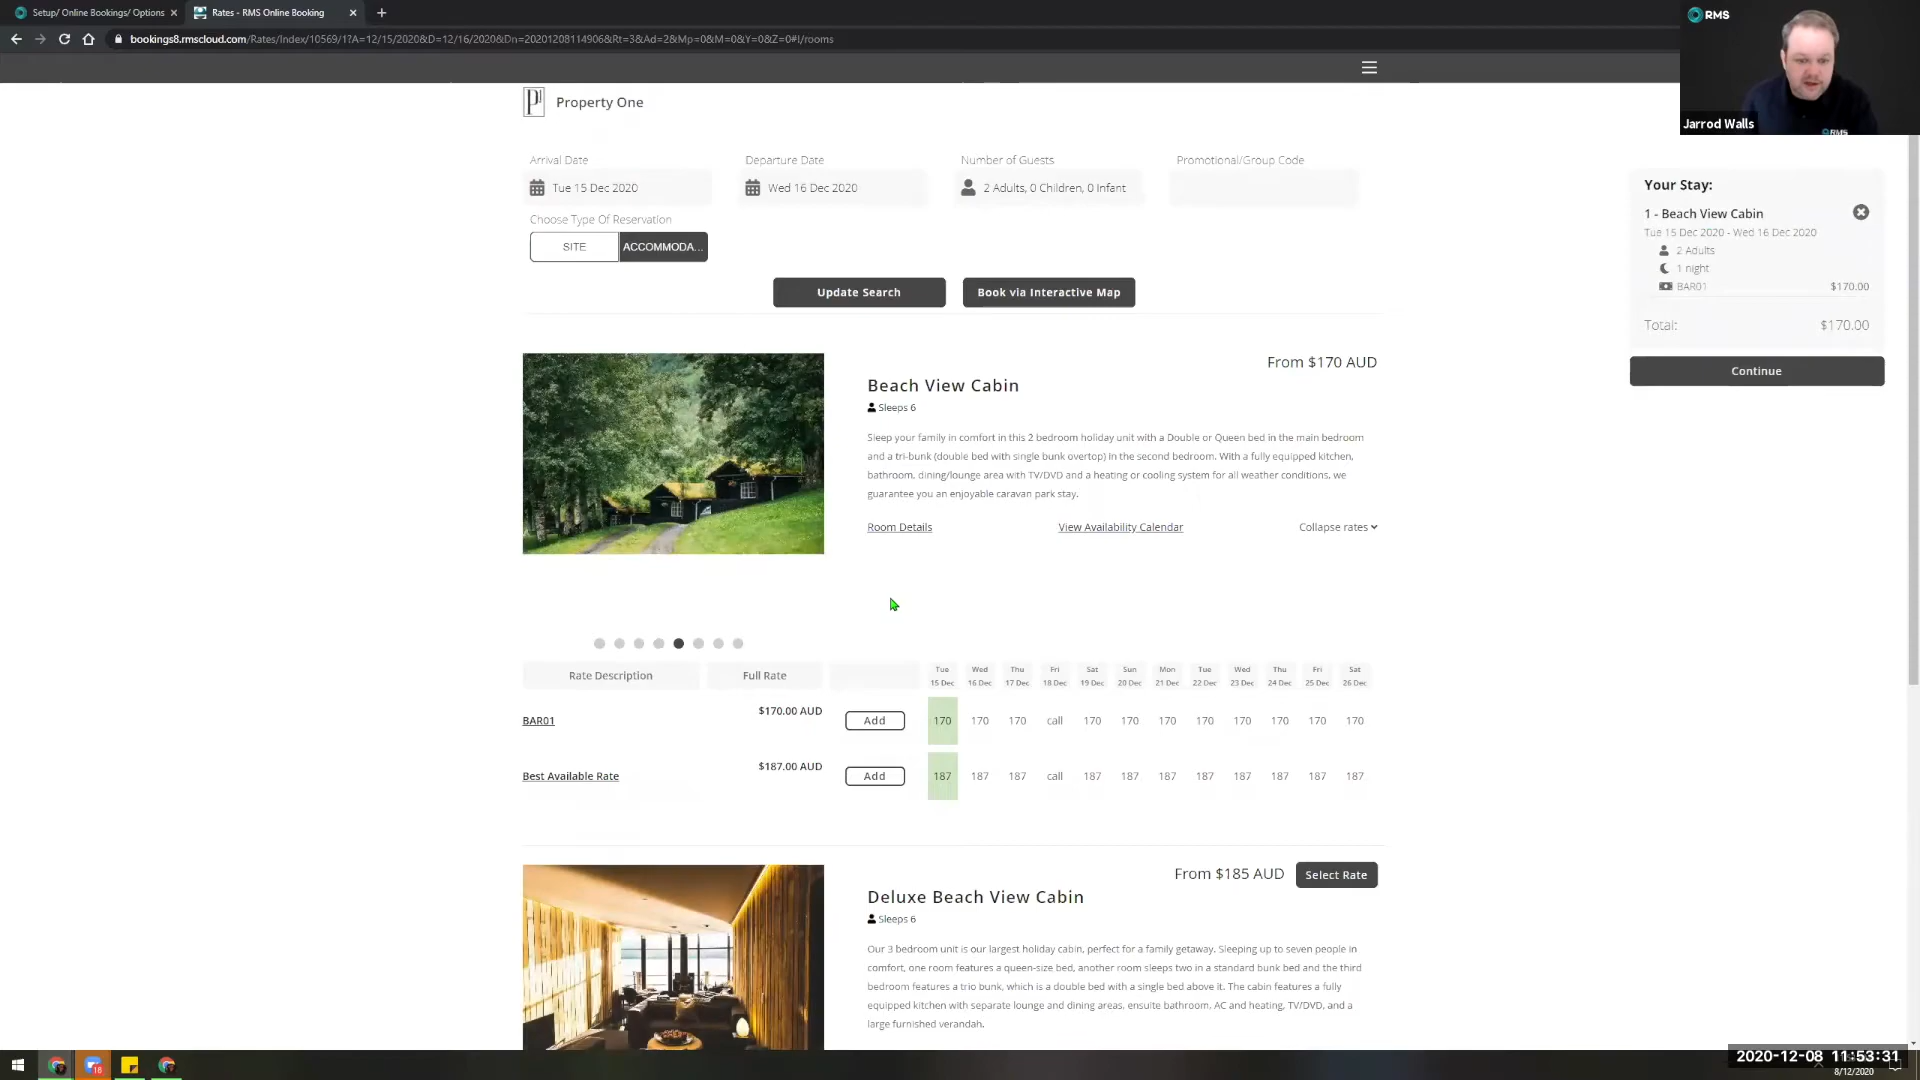 Setup/ Online Bookings/ Options
Rates - RMS Online Booking
bookings8.rmscloud.com/Rates/Index/10569/1?A=12/15/2020&D=12/16/2020&Dn=20201208114906&Rt=3&Ad=2&Mp=0&M=0&Y=0&Z=0#!/rooms
RMS
Jarrod Walls
RMS
Property One
Arrival Date
Departure Date
Number of Guests
Promotional/Group Code
Tue 15 Dec 2020
Wed 16 Dec 2020
2 Adults, 0 Children, 0 Infant
Choose Type Of Reservation
SITE
ACCOMMODA...
Update Search
Book via Interactive Map
Your Stay:
1 - Beach View Cabin
Tue 15 Dec 2020 - Wed 16 Dec 2020
2 Adults
1 night
BAR01 $170.00
Total: $170.00
Continue
From $170 AUD
Beach View Cabin
Sleeps 6
Sleep your family in comfort in this 2 bedroom holiday unit with a Double or Queen bed in the main bedroom
and a tri-bunk (double bed with single bunk overtop) in the second bedroom. With a fully equipped kitchen,
bathroom, dining/lounge area with TV/DVD and a heating or cooling system for all weather conditions, we
guarantee you an enjoyable caravan park stay.
Room Details
View Availability Calendar
Collapse rates
Rate Description Full Rate
Tue Wed Thu Fri Sat Sun Mon Tue Wed Thu Fri Sat
15 Dec 16 Dec 17 Dec 18 Dec 19 Dec 20 Dec 21 Dec 22 Dec 23 Dec 24 Dec 25 Dec 26 Dec
BAR01 $170.00 AUD Add 170 170 170 call 170 170 170 170 170 170 170 170
Best Available Rate $187.00 AUD Add 187 187 187 call 187 187 187 187 187 187 187 187
From $185 AUD
Select Rate
Deluxe Beach View Cabin
Sleeps 6
Our 3 bedroom unit is our largest holiday cabin, perfect for a family getaway. Sleeping up to seven people in
comfort, one room features a queen-size bed, another room sleeps two in a standard bunk bed and the third
bedroom features a trio bunk, which is a double bed with a single bed above it. The cabin features a fully
equipped kitchen with separate lounge and dining areas, ensuite bathroom, AC and heating, TV/DVD, and a
large furnished verandah.
2020-12-08 11:53:31
8/12/2020